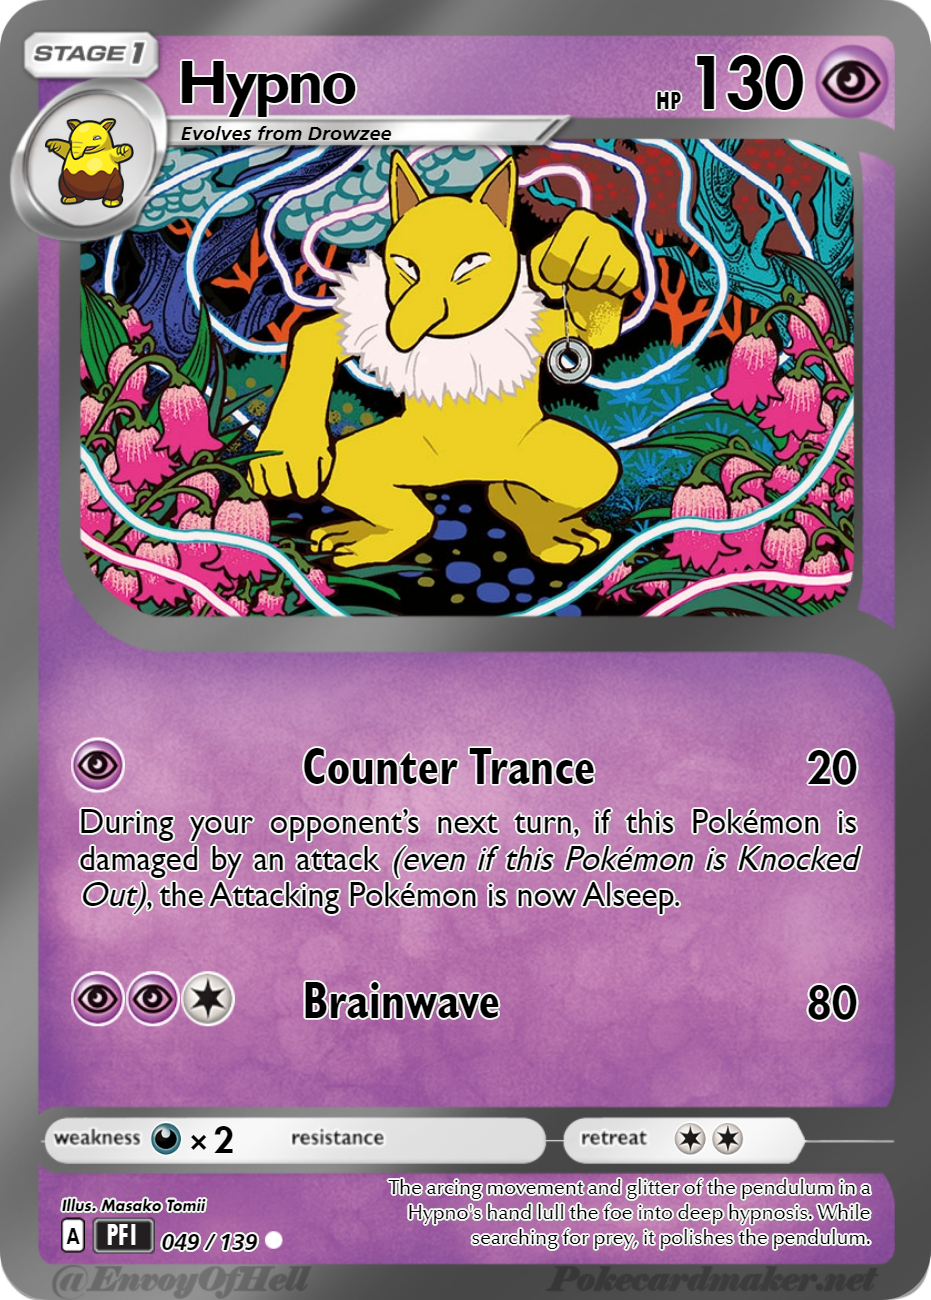 STAGE 1
Hypno
HP 130
Evolves from Drowzee
Counter Trance 20
During your opponent's next turn, if this Pokémon is
damaged by an attack (even if this Pokémon is Knocked
Out), the Attacking Pokémon is now Alseep.
Brainwave 80
weakness × 2 resistance retreat
The arcing movement and glitter of the pendulum in a
Hypno's hand lull the foe into deep hypnosis. While
searching for prey, it polishes the pendulum.
Illus. Masako Tomii
A PFI 049 / 139
@EnvoyOfHell Pokecardmaker.net